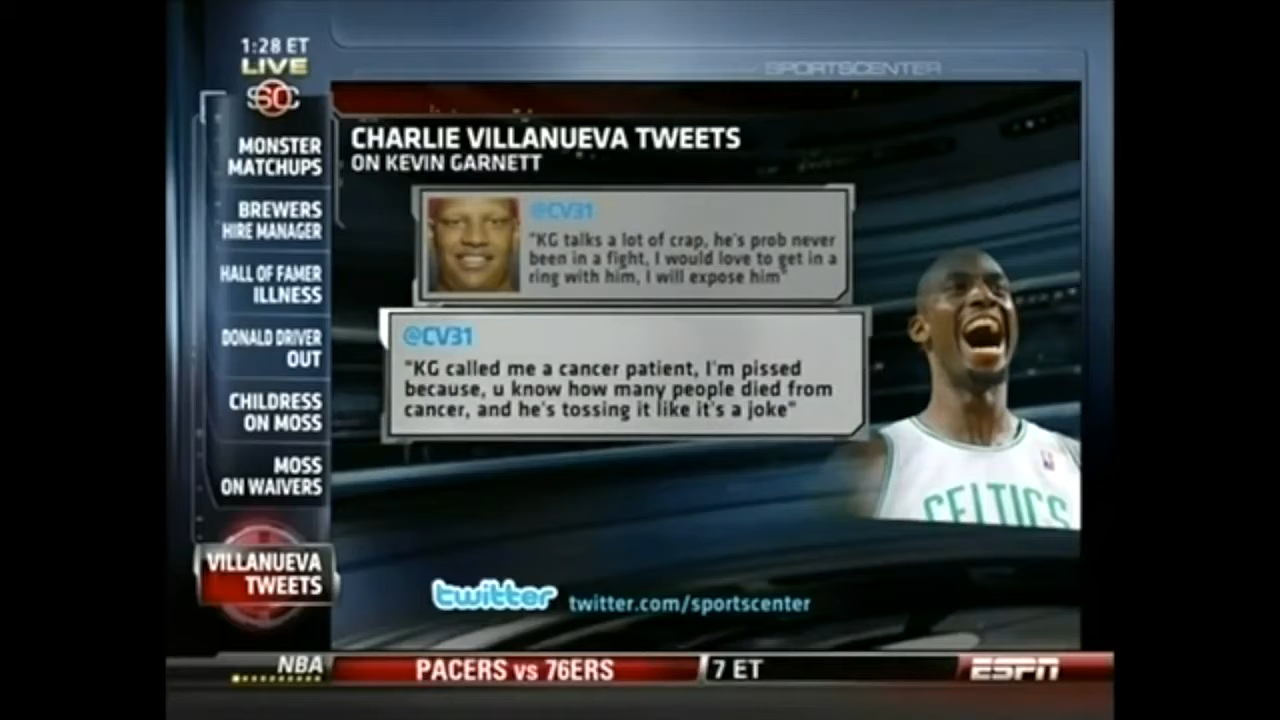 1:28 ET
LIVE
SC
SPORTSCENTER
MONSTER
MATCHUPS
BREWERS
HIRE MANAGER
HALL OF FAMER
ILLNESS
DONALD DRIVER
OUT
CHILDRESS
ON MOSS
MOSS
ON WAIVERS
VILLANUEVA
TWEETS
CHARLIE VILLANUEVA TWEETS
ON KEVIN GARNETT
@CV31
"KG talks a lot of crap, he's prob never
been in a fight, I would love to get in a
ring with him, I will expose him"
@CV31
"KG called me a cancer patient, I'm pissed
because, u know how many people died from
cancer, and he's tossing it like it's a joke"
CELTICS
twitter twitter.com/sportscenter
NBA PACERS vs 76ERS 7 ET ESPN